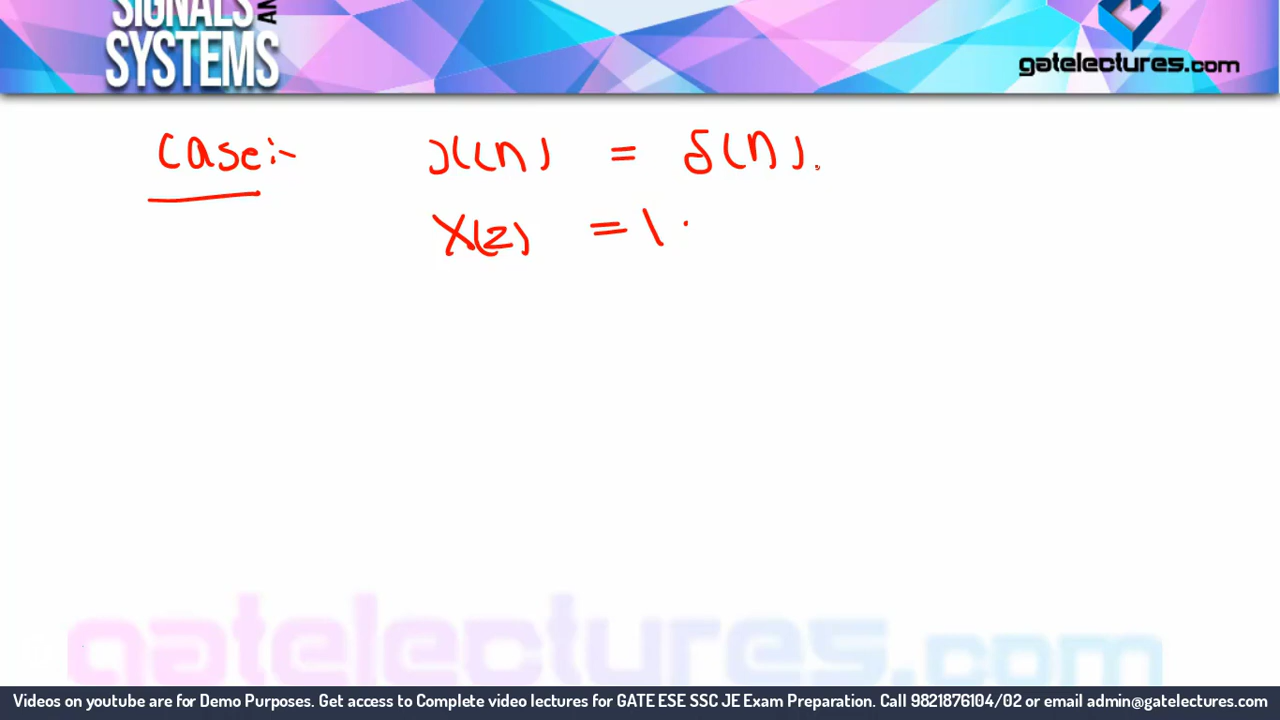 SIGNALS AND
SYSTEMS
gatelectures.com
Case:- x(n) = δ(n).
X(z) = 1.
gatelectures.com
Videos on youtube are for Demo Purposes. Get access to Complete video lectures for GATE ESE SSC JE Exam Preparation. Call 9821876104/02 or email admin@gatelectures.com